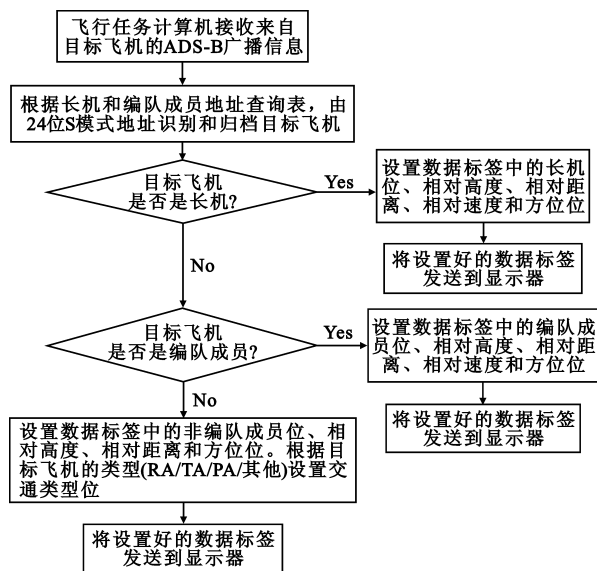 飞行任务计算机接收来自
目标飞机的ADS-B广播信息
根据长机和编队成员地址查询表，由
24位S模式地址识别和归档目标飞机
目标飞机
是否是长机?
Yes
设置数据标签中的长机
位、相对高度、相对距
离、相对速度和方位位
将设置好的数据标签
发送到显示器
No
目标飞机
是否是编队成员?
Yes
设置数据标签中的编队成
员位、相对高度、相对距
离、相对速度和方位位
将设置好的数据标签
发送到显示器
No
设置数据标签中的非编队成员位、相
对高度、相对距离和方位位。根据目
标飞机的类型(RA/TA/PA/其他)设置交
通类型位
将设置好的数据标签
发送到显示器